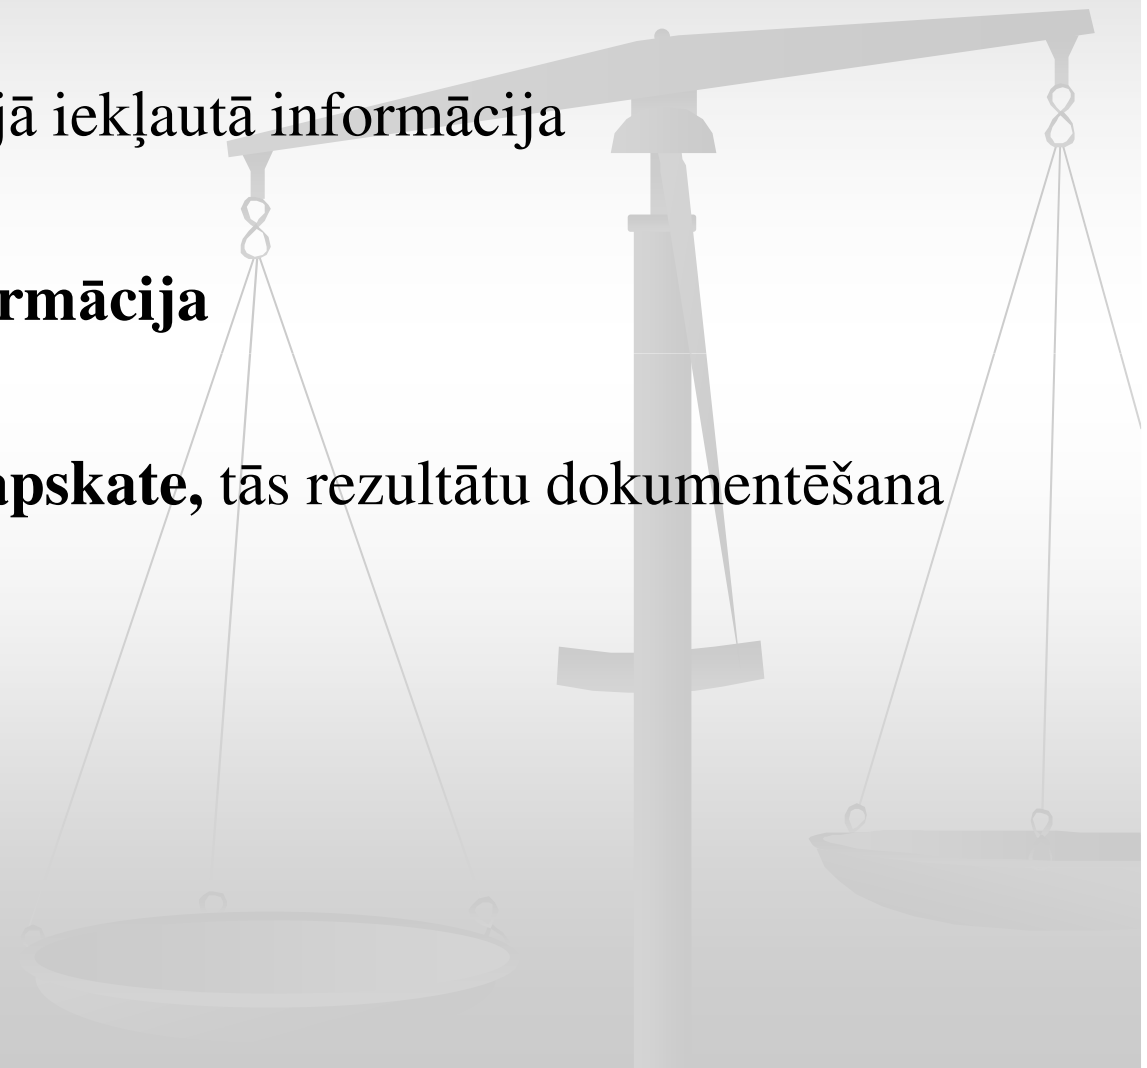 jā iekļautā informācija
rmācija
apskate, tās rezultātu dokumentēšana